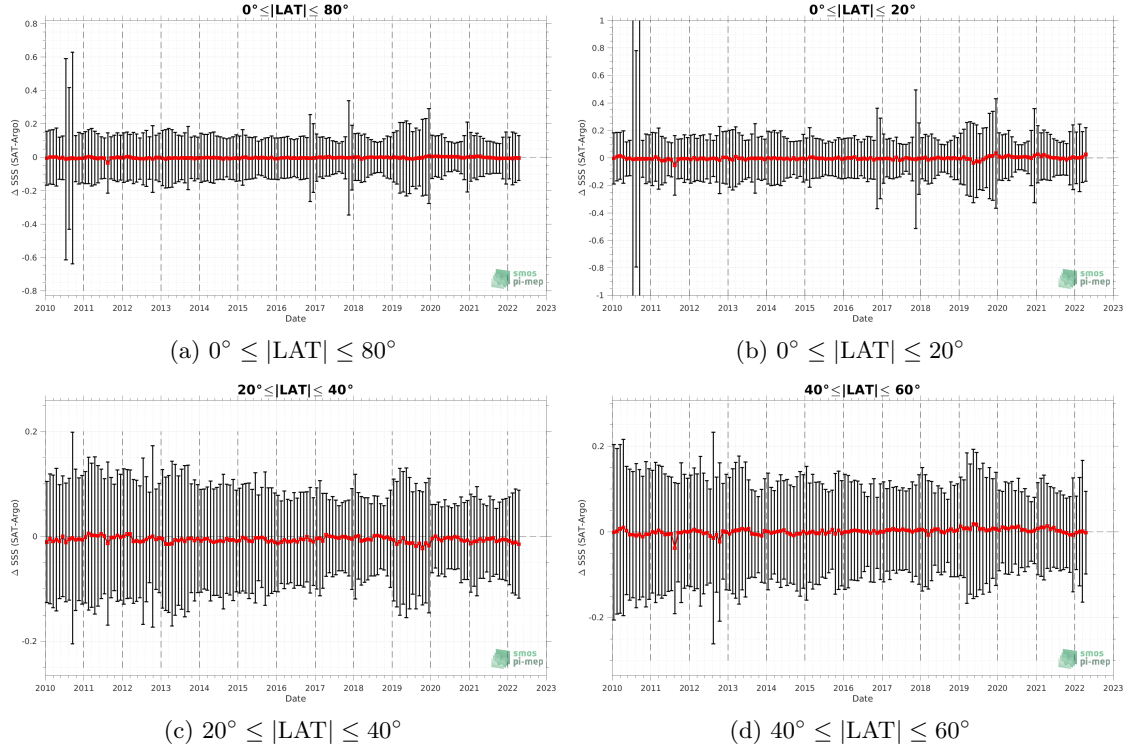 0°≤|LAT|≤ 80°
0.8
0.6
0.4
0.2
0
-0.2
-0.4
-0.6
-0.8
Δ SSS (SAT-Argo)
2010 2011 2012 2013 2014 2015 2016 2017 2018 2019 2020 2021 2022 2023
Date
smos
pi-mep
(a) 0° ≤ |LAT| ≤ 80°
0°≤|LAT|≤ 20°
1
0.8
0.6
0.4
0.2
0
-0.2
-0.4
-0.6
-0.8
-1
Δ SSS (SAT-Argo)
2010 2011 2012 2013 2014 2015 2016 2017 2018 2019 2020 2021 2022 2023
Date
smos
pi-mep
(b) 0° ≤ |LAT| ≤ 20°
20°≤|LAT|≤ 40°
0.2
0
-0.2
Δ SSS (SAT-Argo)
2010 2011 2012 2013 2014 2015 2016 2017 2018 2019 2020 2021 2022 2023
Date
smos
pi-mep
(c) 20° ≤ |LAT| ≤ 40°
40°≤|LAT|≤ 60°
0.2
0
-0.2
Δ SSS (SAT-Argo)
2010 2011 2012 2013 2014 2015 2016 2017 2018 2019 2020 2021 2022 2023
Date
smos
pi-mep
(d) 40° ≤ |LAT| ≤ 60°